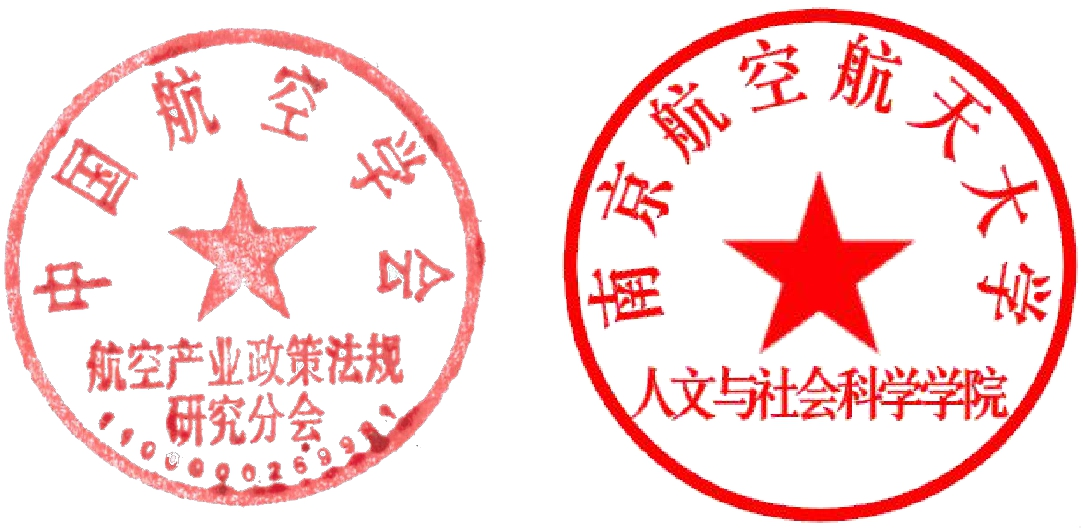 中国航空学会
航空产业政策法规
研究分会
南京航空航天大学
人文与社会科学学院